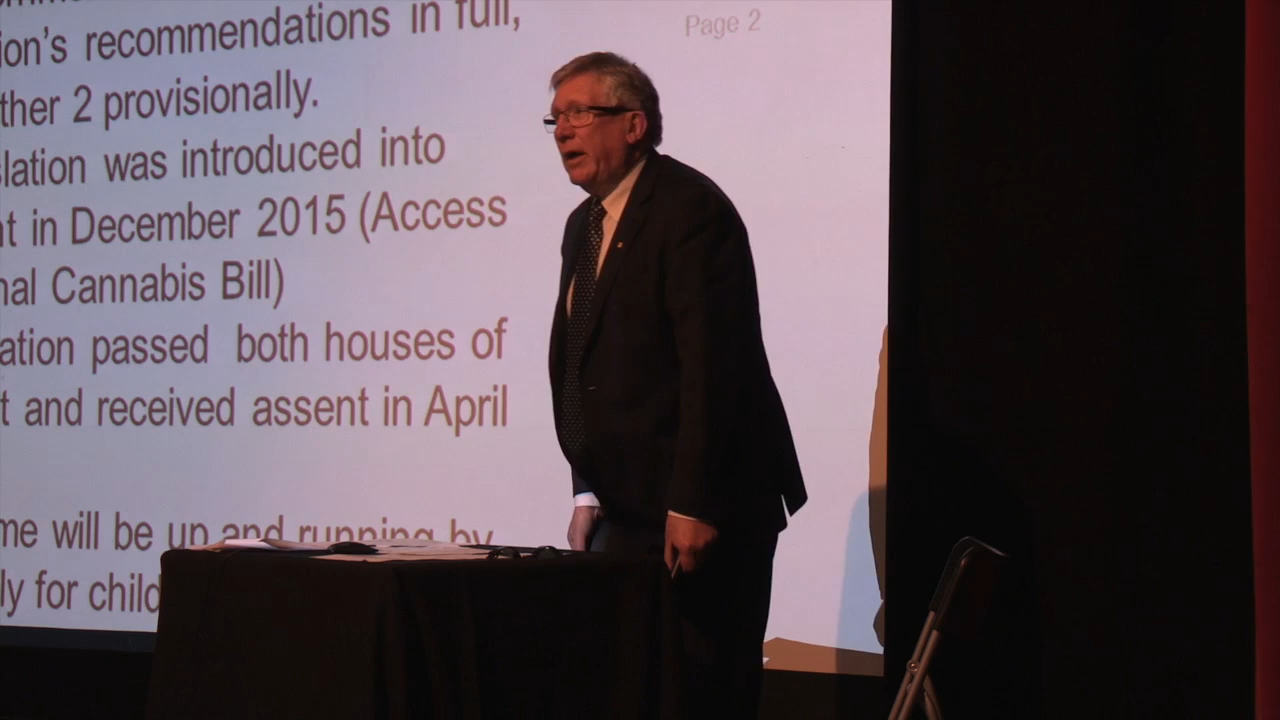 ion's recommendations in full,
Page 2
ther 2 provisionally.
slation was introduced into
nt in December 2015 (Access
nal Cannabis Bill)
ation passed both houses of
t and received assent in April
me will be up and running by
ly for child